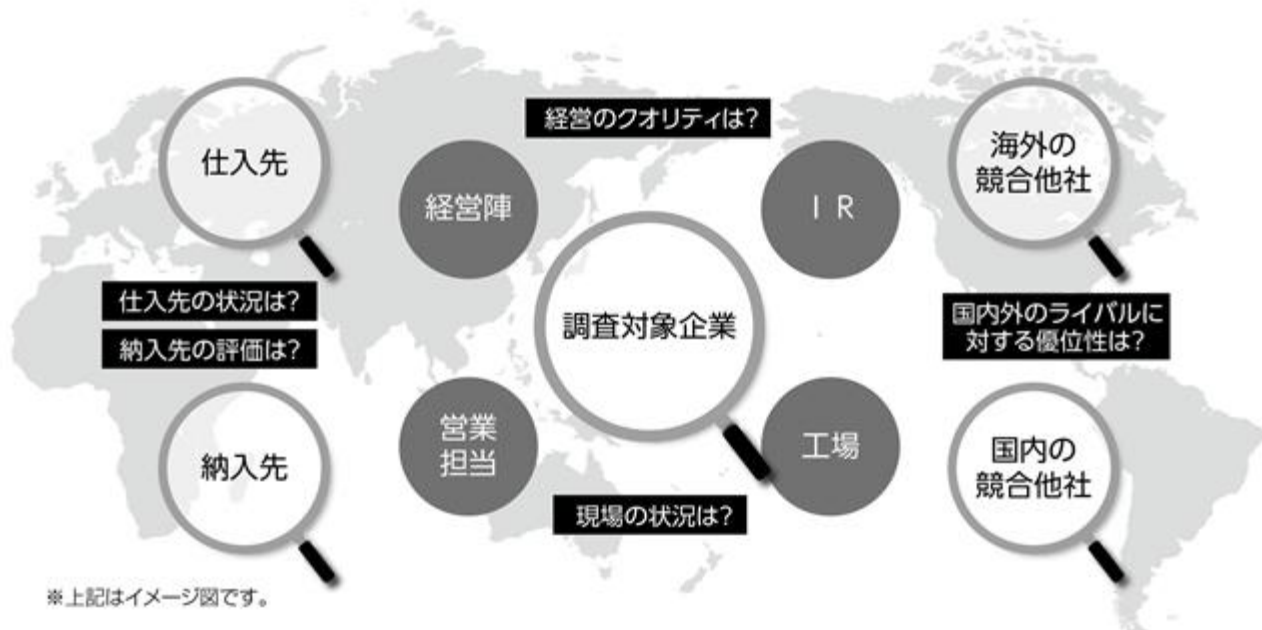 経営のクオリティは?
仕入先
経営陣
I R
海外の
競合他社
調査対象企業
仕入先の状況は?
納入先の評価は?
国内外のライバルに
対する優位性は?
納入先
営業
担当
工場
国内の
競合他社
現場の状況は?
※上記はイメージ図です。